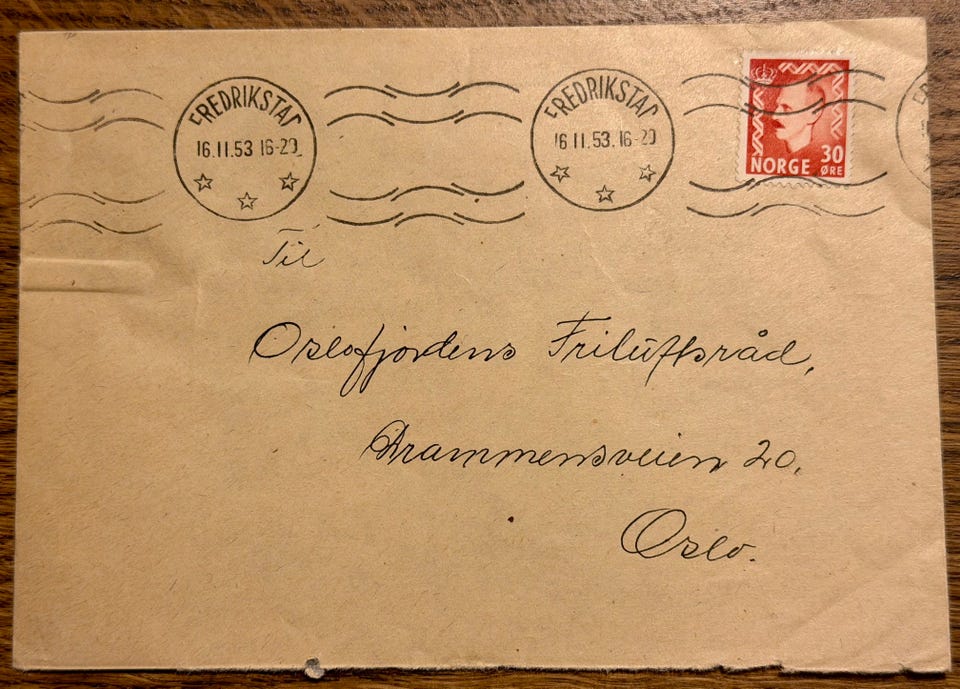 FREDRIKSTAD
16.11.53 16-20
FREDRIKSTAD
16.11.53. 16-20
NORGE 30
ØRE
Til
Oslofjordens Friluftsråd,
Drammensveien 20.
Oslo.